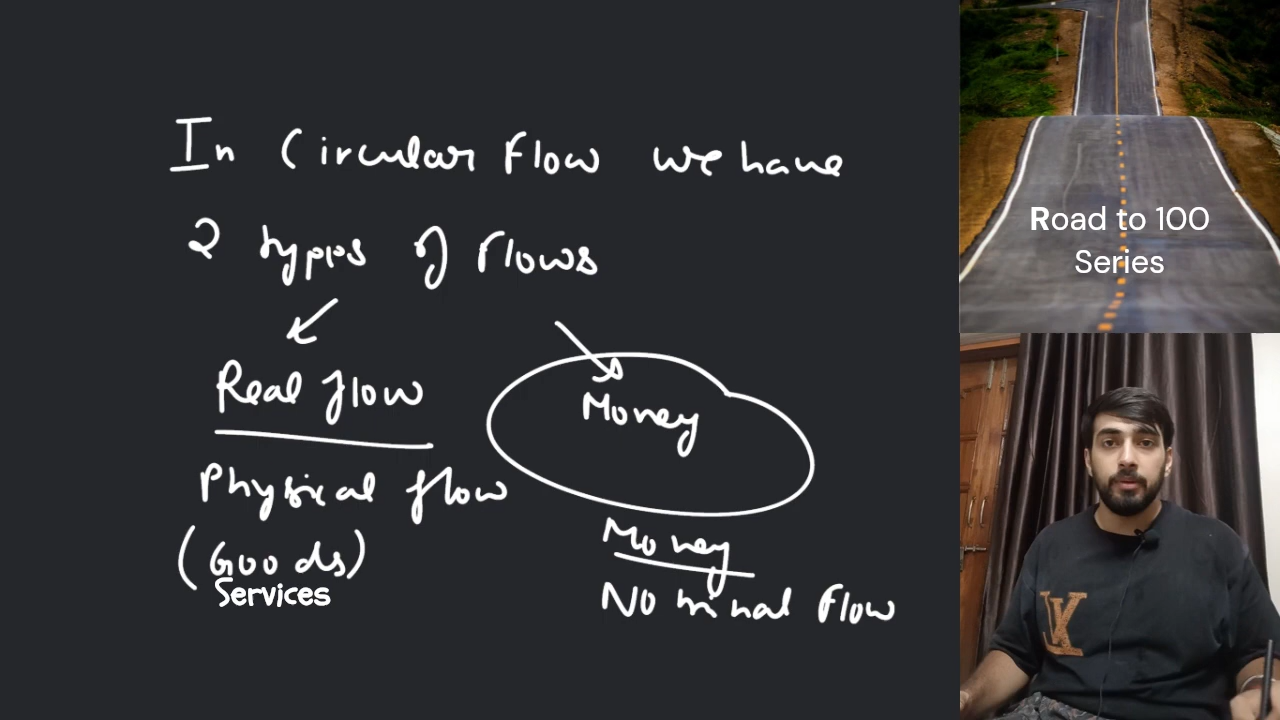 In Circular Flow we have
2 types of flows
Real flow
Money
Physical flow
(Goods)
Services
Money
Nominal Flow
Road to 100
Series